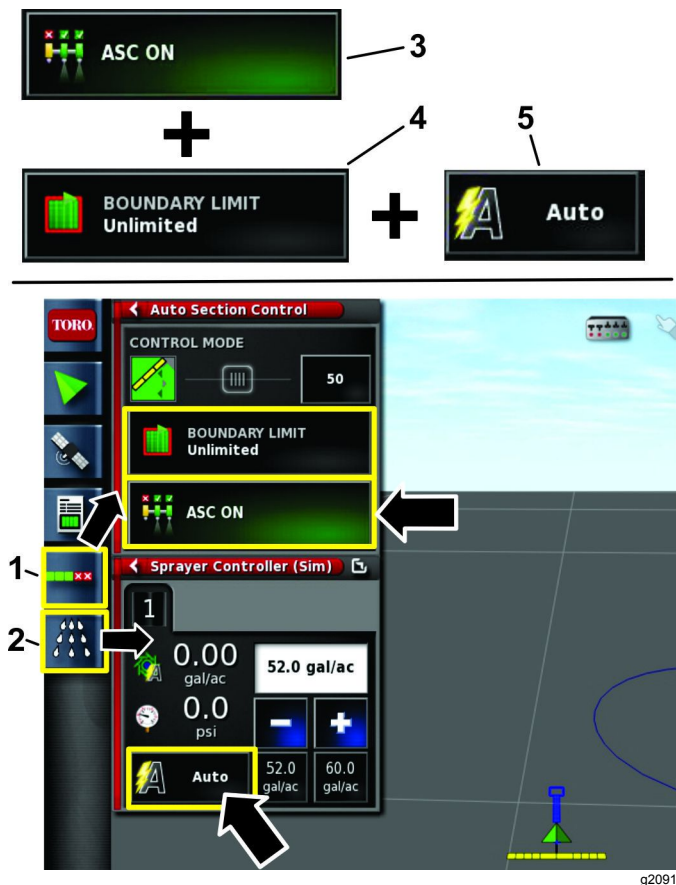 ASC ON
3
4
5
BOUNDARY LIMIT
Unlimited
Auto
TORO.
Auto Section Control
CONTROL MODE
50
BOUNDARY LIMIT
Unlimited
ASC ON
1
Sprayer Controller (Sim)
1
2
0.00
gal/ac
52.0 gal/ac
0.0
psi
Auto
52.0
gal/ac
60.0
gal/ac
g2091